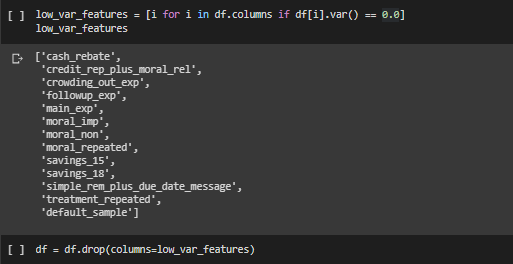 [ ] low_var_features = [i for i in df.columns if df[i].var() == 0.0]
low_var_features
['cash_rebate',
'credit_rep_plus_moral_rel',
'crowding_out_exp',
'followup_exp',
'main_exp',
'moral_imp',
'moral_non',
'moral_repeated',
'savings_15',
'savings_18',
'simple_rem_plus_due_date_message',
'treatment_repeated',
'default_sample']
[ ] df = df.drop(columns=low_var_features)